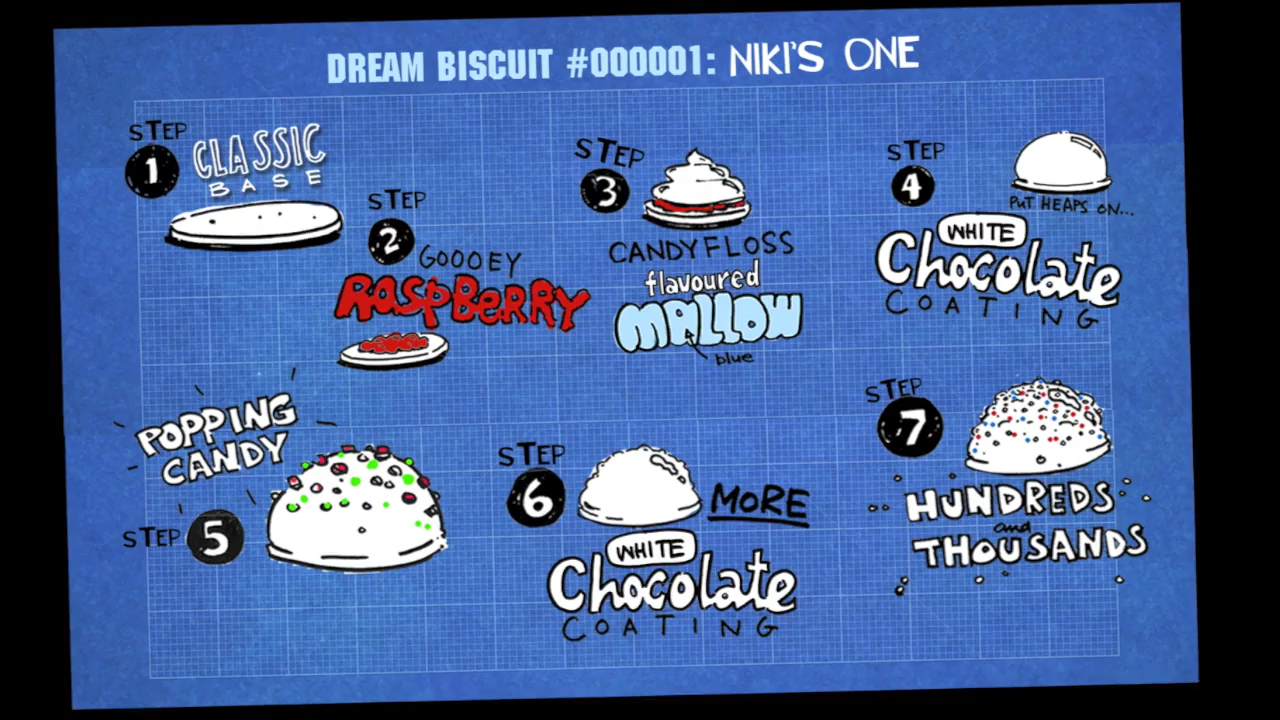 DREAM BISCUIT #000001: NIKI'S ONE
STEP
1
CLASSIC
BASE
STEP
2
GOOOEY
RASPBERRY
STEP
3
CANDYFLOSS
flavoured
MALLOW
blue
STEP
4
PUT HEAPS ON...
WHITE
Chocolate
COATING
POPPING
CANDY
STEP 5
STEP
6
MORE
WHITE
Chocolate
COATING
STEP
7
HUNDREDS
and
THOUSANDS